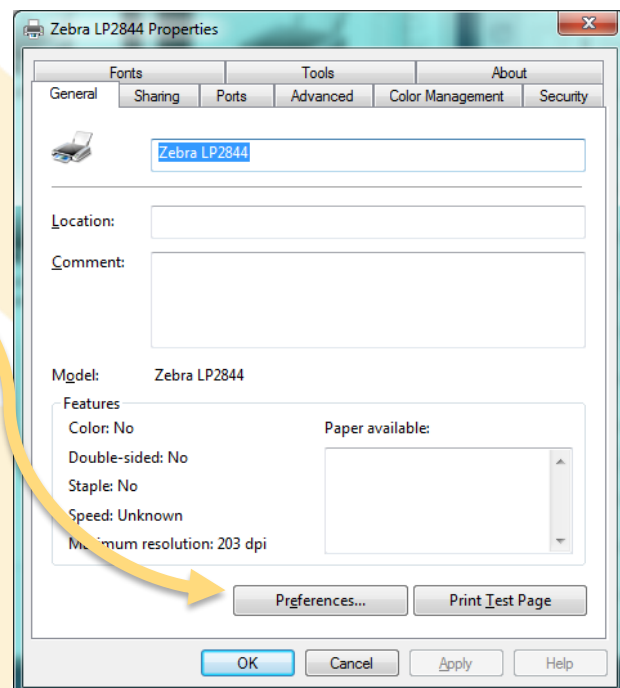 Zebra LP2844 Properties
Fonts Tools About
General Sharing Ports Advanced Color Management Security
Zebra LP2844
Location:
Comment:
Model: Zebra LP2844
Features
Color: No Paper available:
Double-sided: No
Staple: No
Speed: Unknown
Maximum resolution: 203 dpi
Preferences... Print Test Page
OK Cancel Apply Help